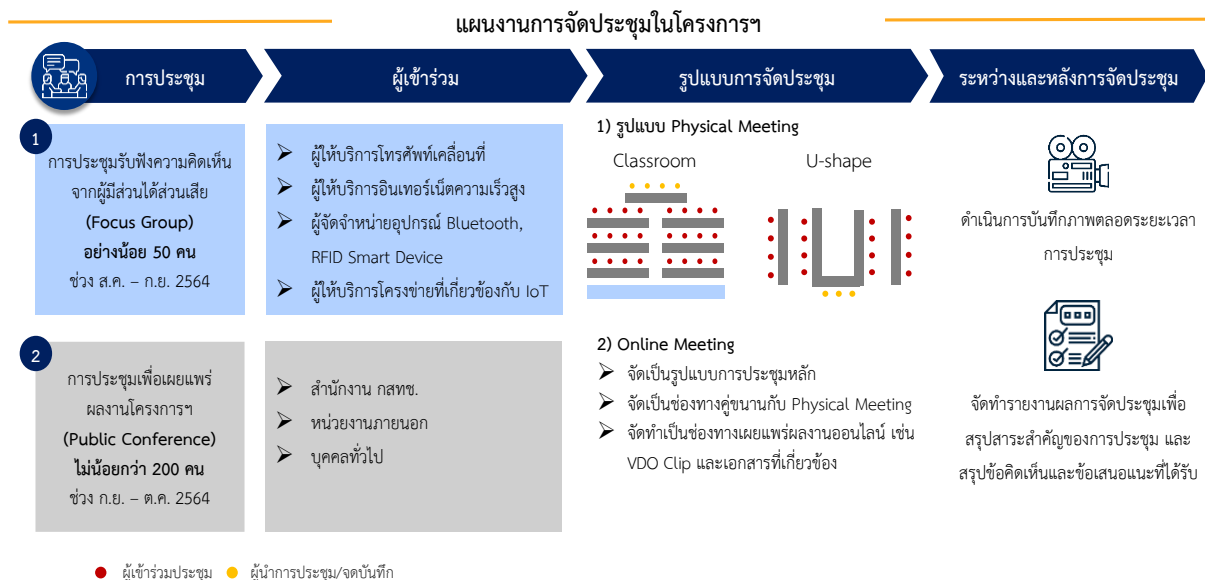 แผนงานการจัดประชุมในโครงการฯ
การประชุม
ผู้เข้าร่วม
รูปแบบการจัดประชุม
ระหว่างและหลังการจัดประชุม
1
การประชุมรับฟังความคิดเห็น
จากผู้มีส่วนได้ส่วนเสีย
(Focus Group)
อย่างน้อย 50 คน
ช่วง ส.ค. – ก.ย. 2564
➢ ผู้ให้บริการโทรศัพท์เคลื่อนที่
➢ ผู้ให้บริการอินเทอร์เน็ตความเร็วสูง
➢ ผู้จัดจำหน่ายอุปกรณ์ Bluetooth,
RFID Smart Device
➢ ผู้ให้บริการโครงข่ายที่เกี่ยวข้องกับ IoT
1) รูปแบบ Physical Meeting
Classroom
U-shape
ดำเนินการบันทึกภาพตลอดระยะเวลา
การประชุม
2
การประชุมเพื่อเผยแพร่
ผลงานโครงการฯ
(Public Conference)
ไม่น้อยกว่า 200 คน
ช่วง ก.ย. – ต.ค. 2564
➢ สำนักงาน กสทช.
➢ หน่วยงานภายนอก
➢ บุคคลทั่วไป
2) Online Meeting
➢ จัดเป็นรูปแบบการประชุมหลัก
➢ จัดเป็นช่องทางคู่ขนานกับ Physical Meeting
➢ จัดทำเป็นช่องทางเผยแพร่ผลงานออนไลน์ เช่น
VDO Clip และเอกสารที่เกี่ยวข้อง
จัดทำรายงานผลการจัดประชุมเพื่อ
สรุปสาระสำคัญของการประชุม และ
สรุปข้อคิดเห็นและข้อเสนอแนะที่ได้รับ
ผู้เข้าร่วมประชุม
ผู้นำการประชุม/จดบันทึก